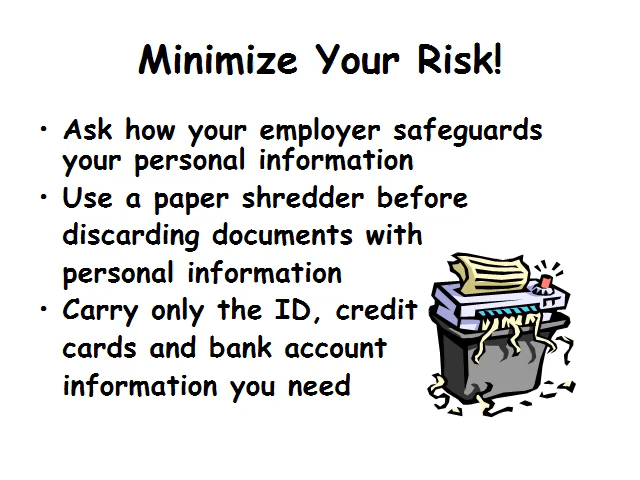 Minimize Your Risk!
• Ask how your employer safeguards
your personal information
• Use a paper shredder before
discarding documents with
personal information
• Carry only the ID, credit
cards and bank account
information you need